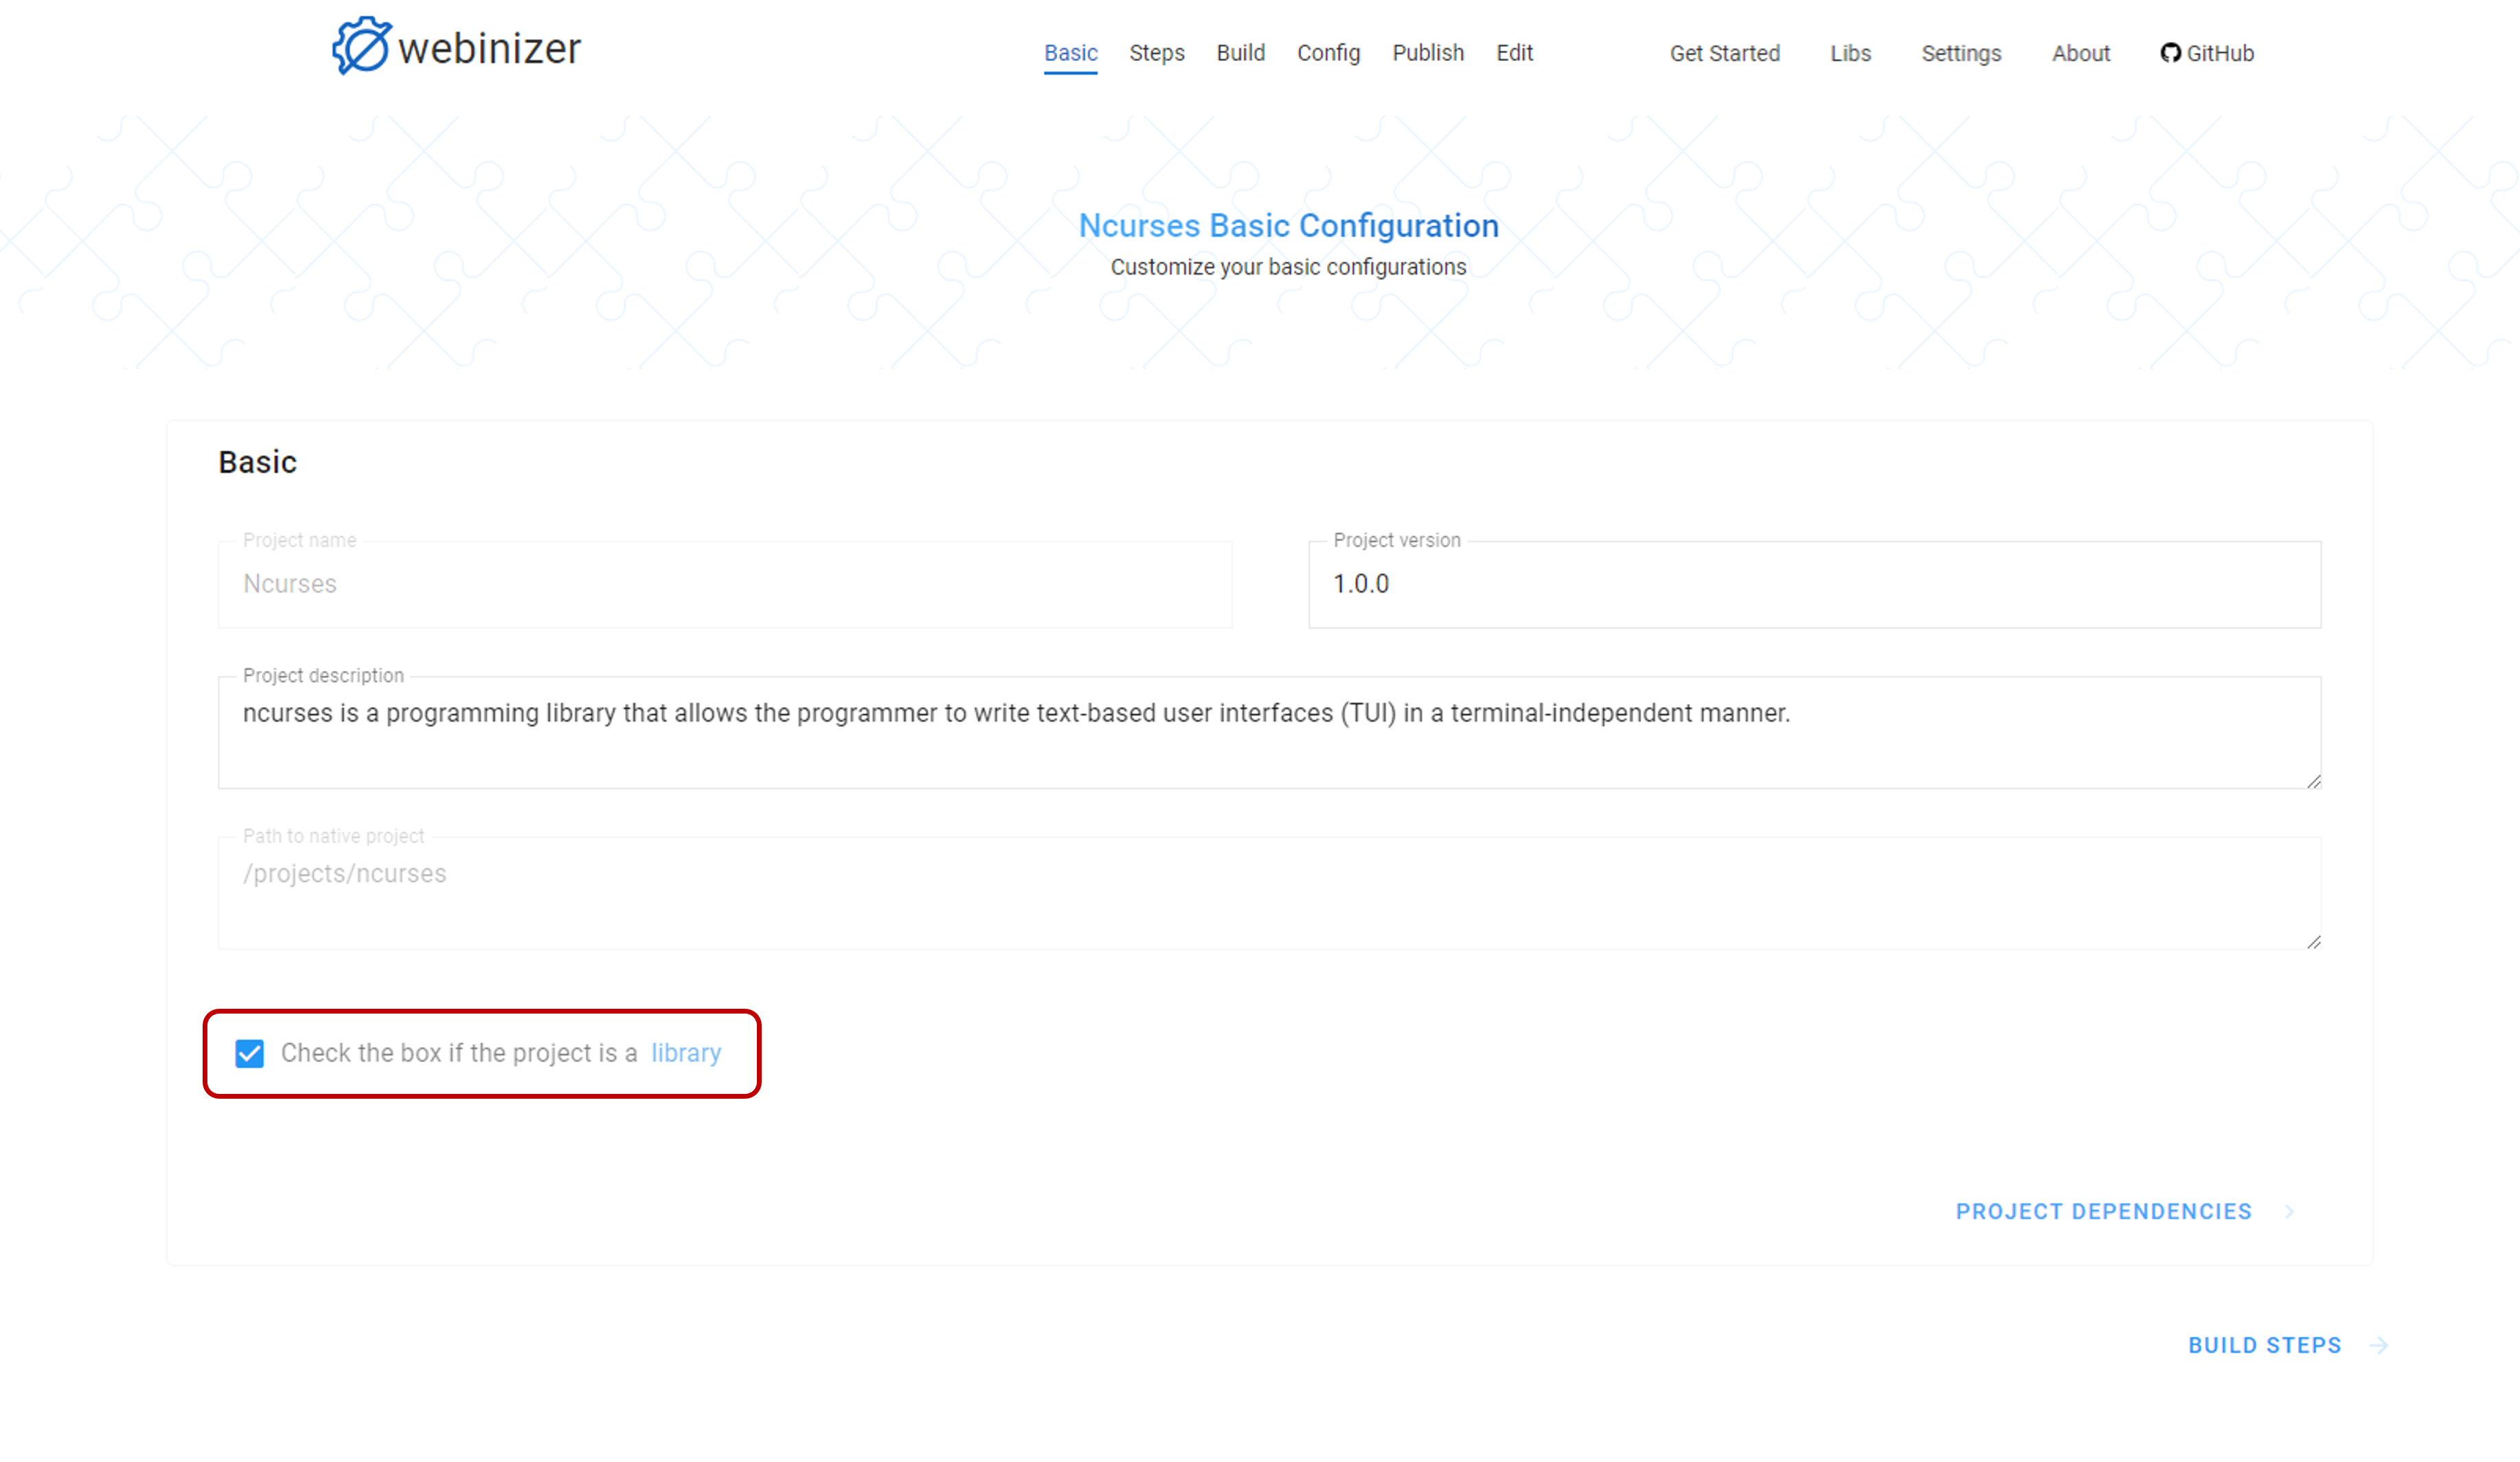 webinizer
Basic Steps Build Config Publish Edit Get Started Libs Settings About GitHub
Ncurses Basic Configuration
Customize your basic configurations
Basic
Project name
Ncurses
Project version
1.0.0
Project description
ncurses is a programming library that allows the programmer to write text-based user interfaces (TUI) in a terminal-independent manner.
Path to native project
/projects/ncurses
Check the box if the project is a library
PROJECT DEPENDENCIES
BUILD STEPS